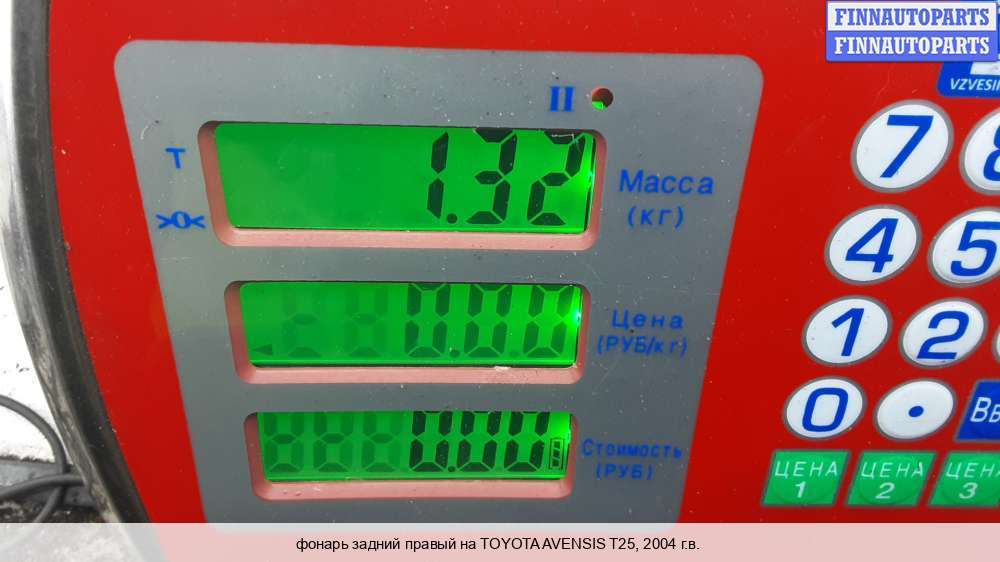 FINNAUTOPARTS
FINNAUTOPARTS
II
T
>0<
1.32
Масса
(кг)
0.00
Цена
(РУБ/кг)
0.00
Стоимость
(РУБ)
7
4
5
1
2
0
.
ЦЕНА
1
ЦЕНА
2
ЦЕНА
3
фонарь задний правый на TOYOTA AVENSIS T25, 2004 г.в.